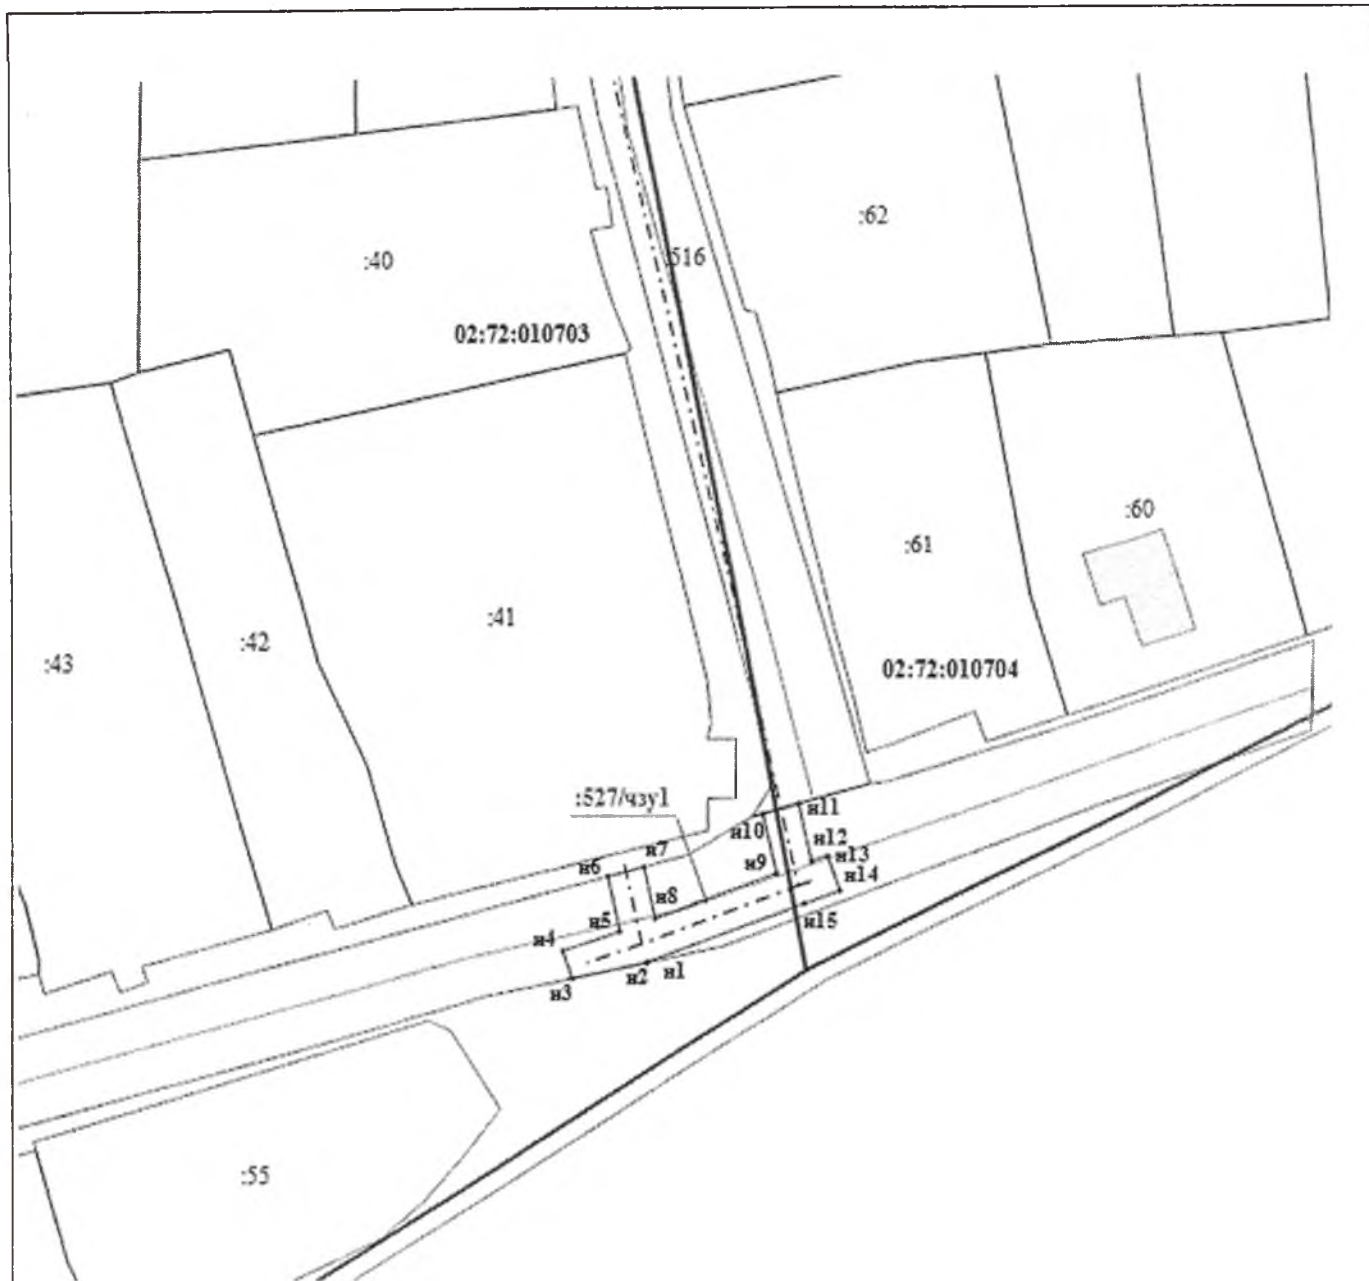 :62
:516
:40
02:72:010703
:60
:61
:41
:42
:43
02:72:010704
:527/чзу1
н11
н10
н12
н7
н13
н6
н9
н14
н8
н5
н15
н4
н2
н1
н3
:55